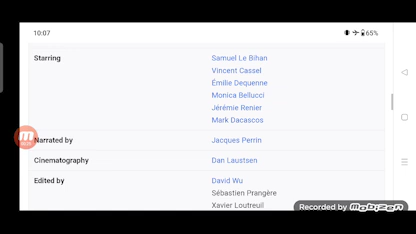 10:07
65%
Starring
Samuel Le Bihan
Vincent Cassel
Émilie Dequenne
Monica Bellucci
Jérémie Renier
Mark Dacascos
Narrated by
Jacques Perrin
Cinematography
Dan Laustsen
Edited by
David Wu
Sébastien Prangère
Xavier Loutreuil
Recorded by Mobizen